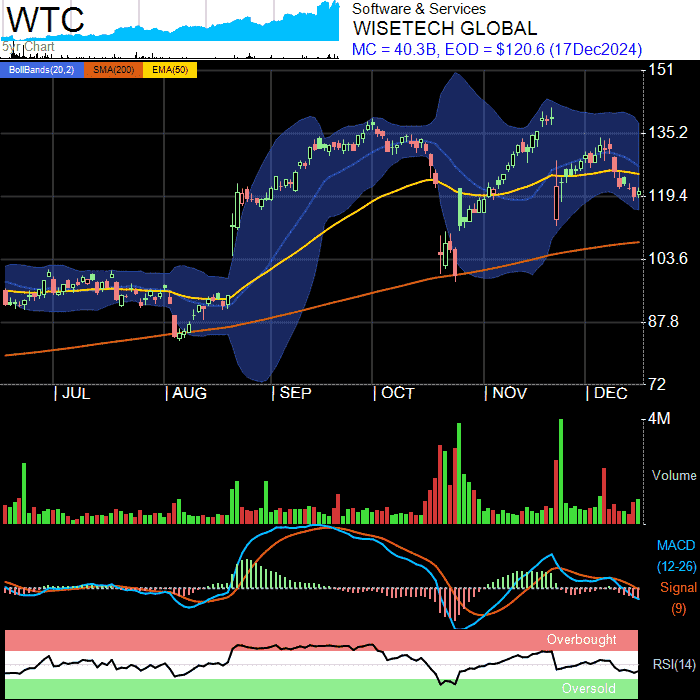 WTC
5yr Chart
Software & Services
WISETECH GLOBAL
MC = 40.3B, EOD = $120.6 (17Dec2024)
BollBands(20,2) SMA(200) EMA(50)
151
135.2
119.4
103.6
87.8
72
| JUL | AUG | SEP | OCT | NOV | DEC
4M
Volume
MACD
(12-26)
Signal
(9)
Overbought
RSI(14)
Oversold